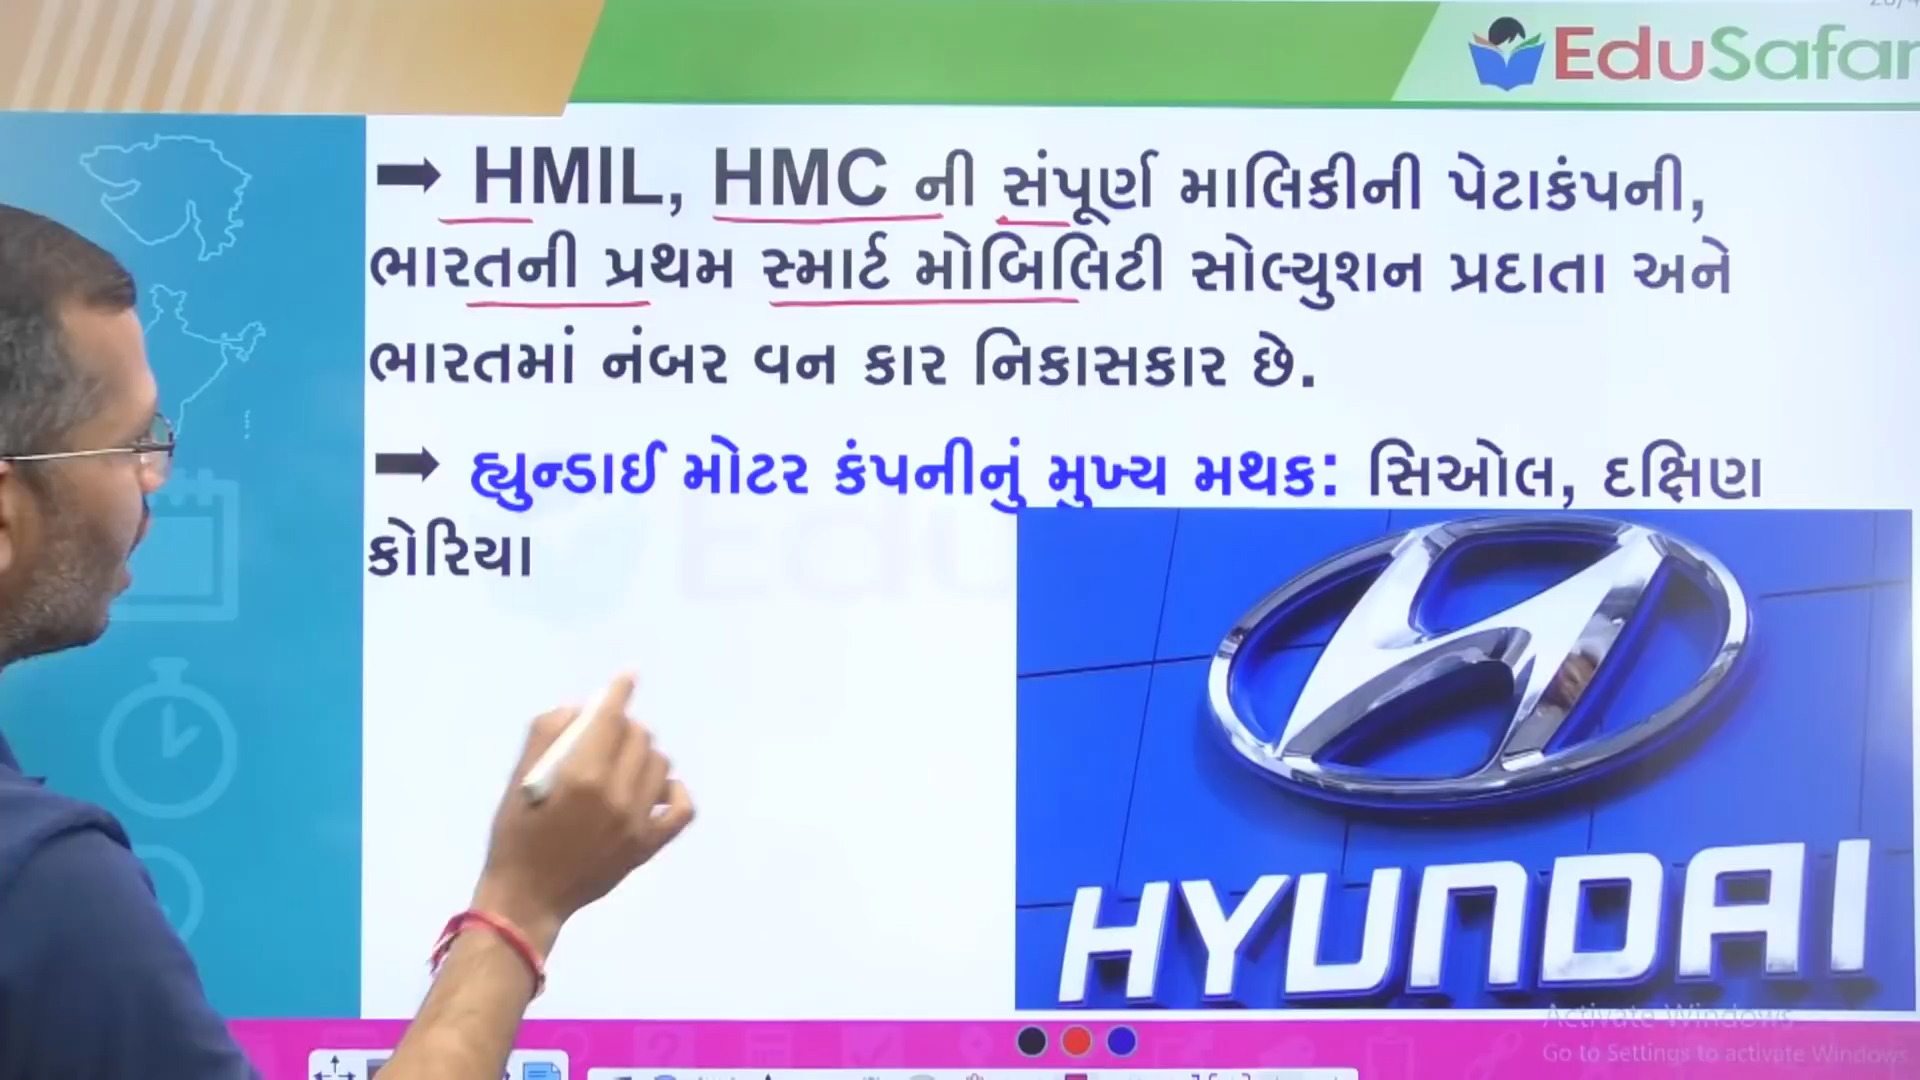 EduSafar
➡ HMIL, HMC ની સંપૂર્ણ માલિકીની પેટાકંપની,
ભારતની પ્રથમ સ્માર્ટ મોબિલિટી સોલ્યુશન પ્રદાતા અને
ભારતમાં નંબર વન કાર નિકાસકાર છે.
➡ હ્યુન્ડાઈ મોટર કંપનીનું મુખ્ય મથક: સિઓલ, દક્ષિણ
કોરિયા
Edu
HYUNDAI
Activate Windows
Go to Settings to activate Windows.